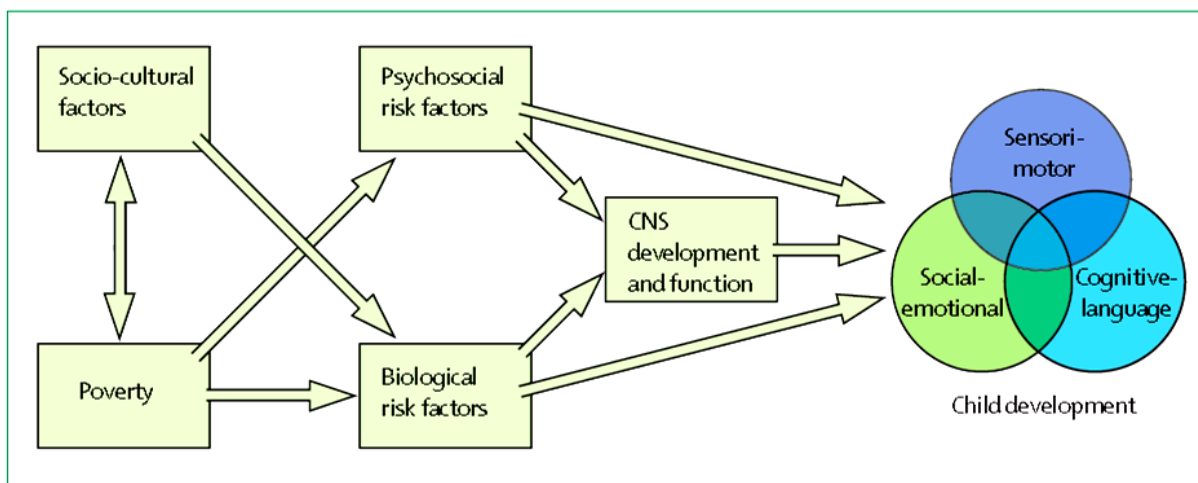 Socio-cultural
factors
Psychosocial
risk factors
CNS
development
and function
Poverty
Biological
risk factors
Sensori-
motor
Social-
emotional
Cognitive-
language
Child development